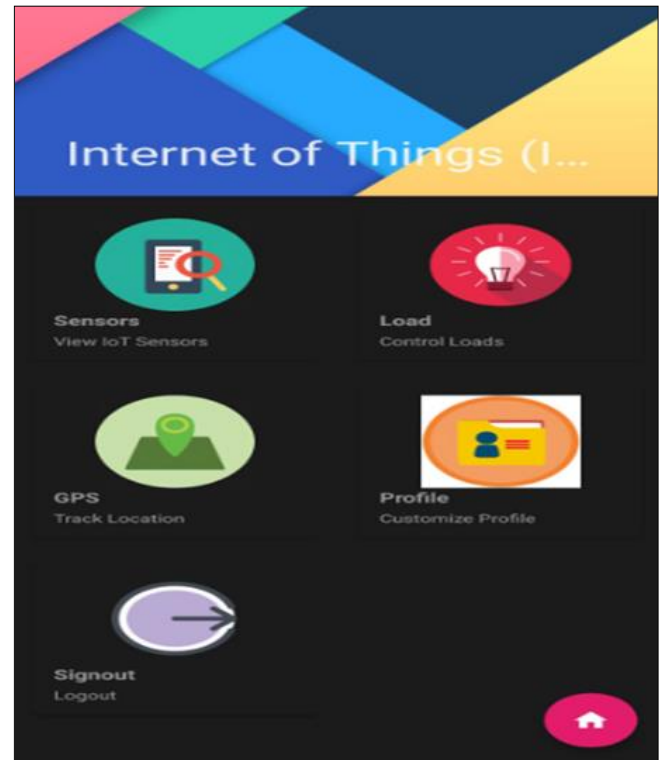 Internet of Things (I...
Sensors
View IoT Sensors
Load
Control Loads
GPS
Track Location
Profile
Customize Profile
Signout
Logout